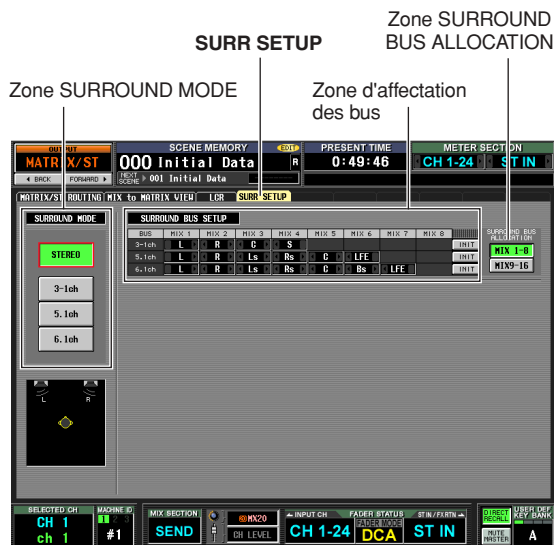 Zone SURROUND
BUS ALLOCATION
SURR SETUP
Zone SURROUND MODE
Zone d'affectation
des bus
OUTPUT
MATRIX/ST
BACK FORWARD
SCENE MEMORY EDIT
000 Initial Data R
NEXT SCENE 001 Initial Data
PRESENT TIME
0:49:46
METER SECTION
CH 1-24 ST IN
MATRIX/ST ROUTING MIX to MATRIX VIEW LCR SURR SETUP
SURROUND MODE
STEREO
3-1ch
5.1ch
6.1ch
SURROUND BUS SETUP
BUS MIX 1 MIX 2 MIX 3 MIX 4 MIX 5 MIX 6 MIX 7 MIX 8
3-1ch L R C S INIT
5.1ch L R Ls Rs C LFE INIT
6.1ch L R Ls Rs C Bs LFE INIT
SURROUND BUS
ALLOCATION
MIX 1-8
MIX9-16
L R
SELECTED CH
CH 1
ch 1
MACHINE ID
1 2 3
#1
MIX SECTION
SEND
MX20
CH LEVEL
INPUT CH
CH 1-24
FADER STATUS
FADER MODE
DCA
ST IN/FXRTN
ST IN
DIRECT
RECALL
MUTE
MASTER
USER DEF
KEY BANK
A